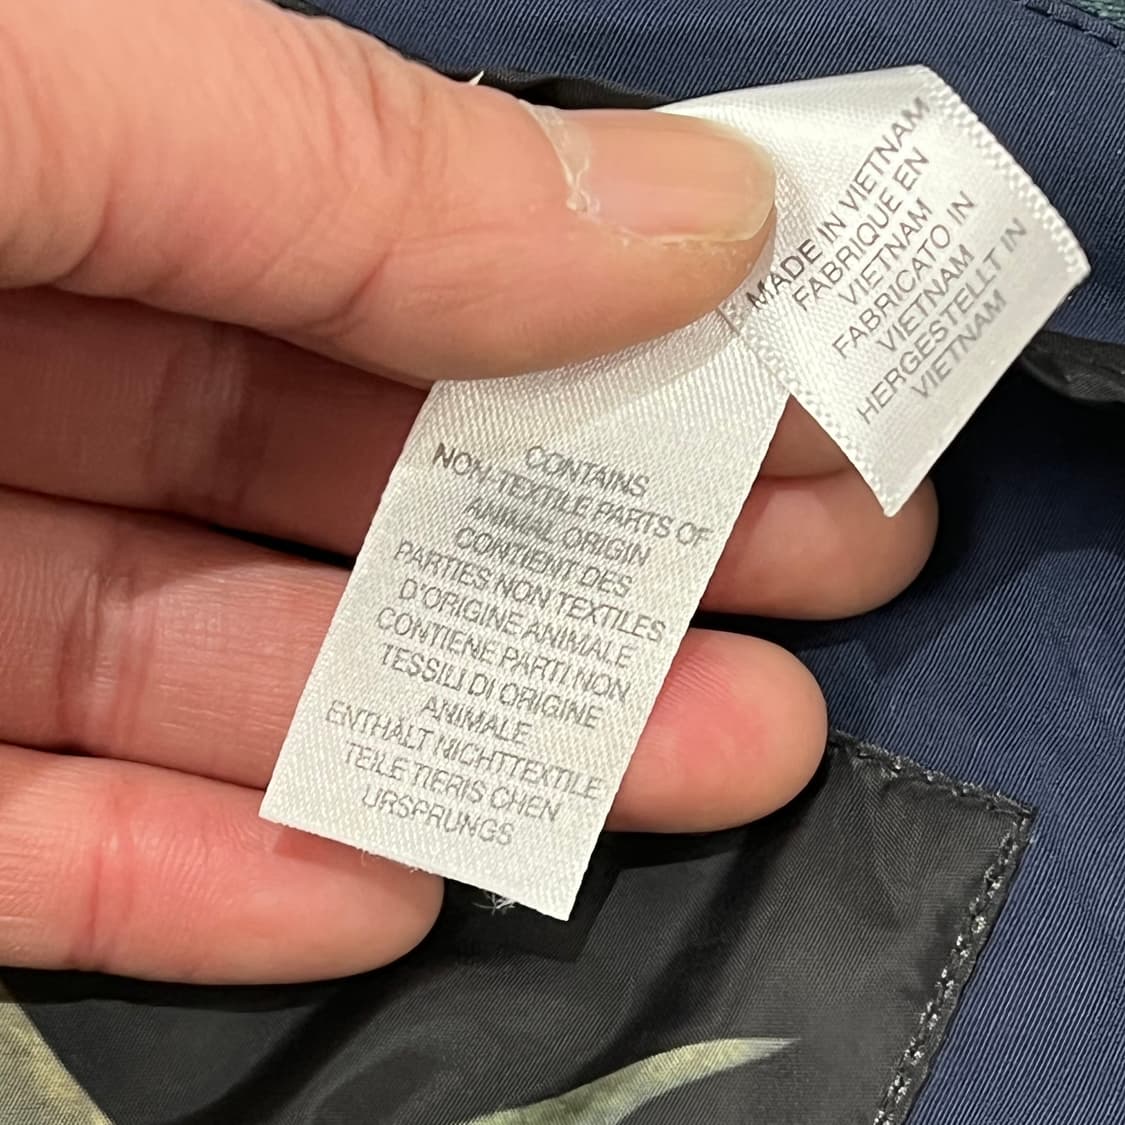 MADE IN VIETNAM
FABRIQUE EN
VIETNAM
FABRICATO IN
VIETNAM
HERGESTELLT IN
VIETNAM
CONTAINS
NON-TEXTILE PARTS OF
ANIMAL ORIGIN
CONTIENT DES
PARTIES NON TEXTILES
D'ORIGINE ANIMALE
CONTIENE PARTI NON
TESSILI DI ORIGINE
ANIMALE
ENTHALT NICHTTEXTILE
TEILE TIERIS CHEN
URSPRUNGS